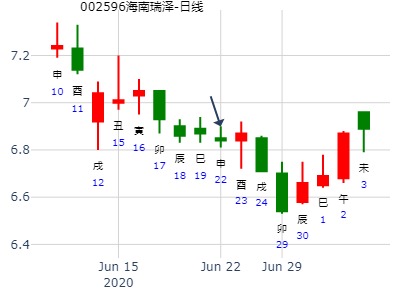 002596海南瑞泽-日线
7.2
7
6.8
6.6
6.4
申
10
酉
11
戌
12
丑
15
寅
16
卯
17
辰
18
巳
19
申
22
酉
23
戌
24
卯
29
辰
30
巳
1
午
2
未
3
Jun 15
2020
Jun 22
Jun 29